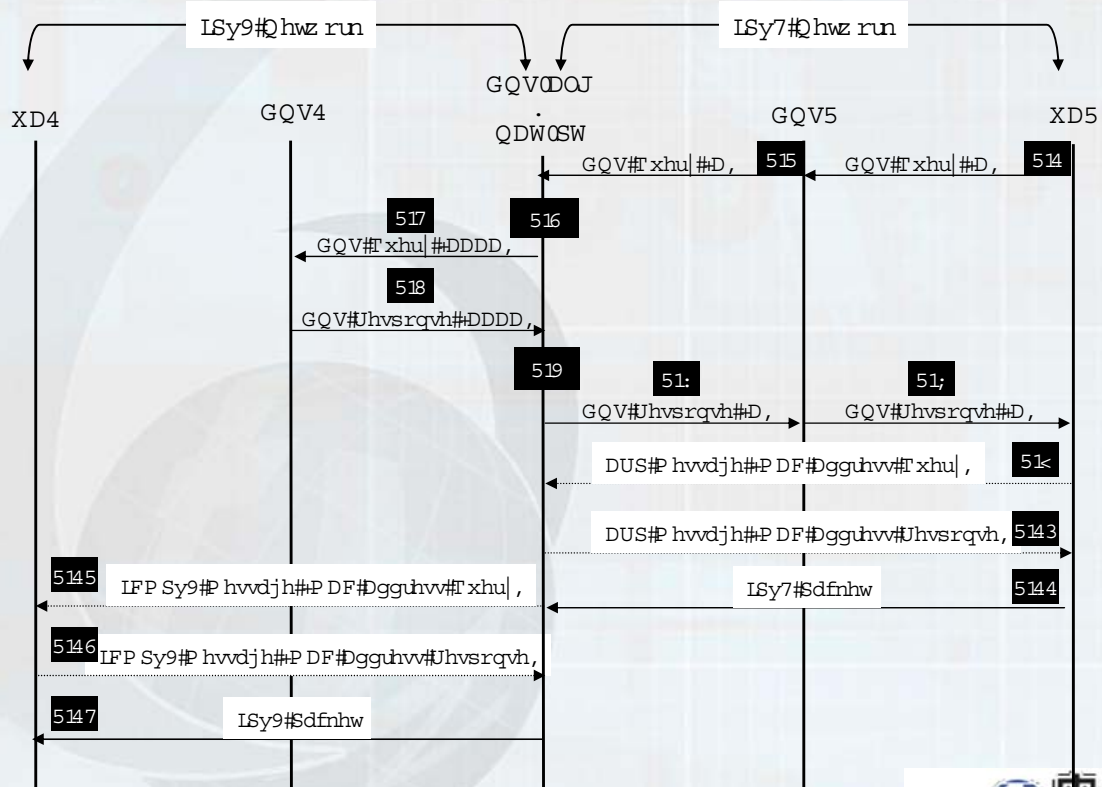 LSy9#Qhwzrun
LSy7#Qhwzrun
XD4
GQV4
GQV0DOJ
.
QDW0SW
GQV5
XD5
GQV#Txhu|#+D,
515
GQV#Txhu|#+D,
514
517
516
GQV#Txhu|#+DDDD,
518
GQV#Uhvsrqvh#+DDDD,
519
51:
51;
GQV#Uhvsrqvh#+D,
GQV#Uhvsrqvh#+D,
DUS#Phvvdjh#+PDF#Dgguhvv#Txhu|,
51<
DUS#Phvvdjh#+PDF#Dgguhvv#Uhvsrqvh,
5143
5145
LFPSy9#Phvvdjh#+PDF#Dgguhvv#Txhu|,
LSy7#Sdfnhw
5144
5146
LFPSy9#Phvvdjh#+PDF#Dgguhvv#Uhvsrqvh,
5147
LSy9#Sdfnhw